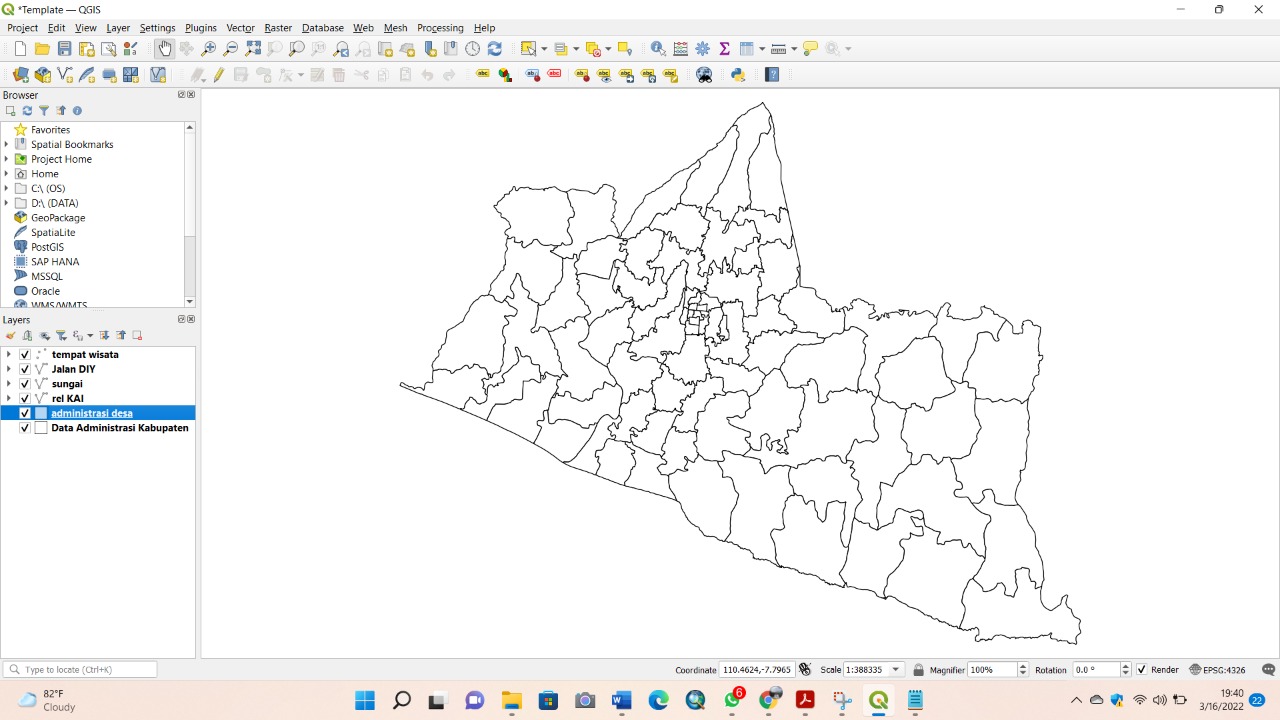 *Template — QGIS
Project Edit View Layer Settings Plugins Vector Raster Database Web Mesh Processing Help
Browser
Favorites
Spatial Bookmarks
Project Home
Home
C:\ (OS)
D:\ (DATA)
GeoPackage
SpatiaLite
PostGIS
SAP HANA
MSSQL
Oracle
WMS/WMTS
Layers
tempat wisata
Jalan DIY
sungai
rel KAI
administrasi desa
Data Administrasi Kabupaten
Type to locate (Ctrl+K)
Coordinate 110.4624,-7.7965 Scale 1:388335 Magnifier 100% Rotation 0.0 ° Render EPSG:4326
82°F
Cloudy
6
19:40
3/16/2022
22